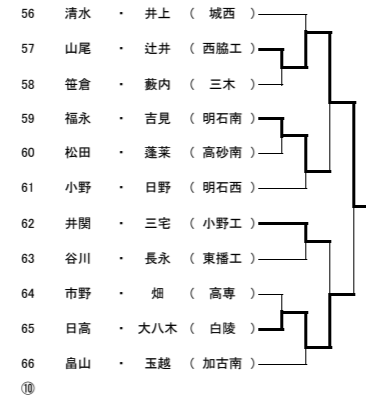 56 清水 ・ 井上 ( 城西 )
57 山尾 ・ 辻井 ( 西脇工 )
58 笹倉 ・ 藪内 ( 三木 )
59 福永 ・ 吉見 ( 明石南 )
60 松田 ・ 蓬莱 ( 高砂南 )
61 小野 ・ 日野 ( 明石西 )
62 井関 ・ 三宅 ( 小野工 )
63 谷川 ・ 長永 ( 東播工 )
64 市野 ・ 畑 ( 高専 )
65 日高 ・ 大八木 ( 白陵 )
66 畠山 ・ 玉越 ( 加古南 )
⑩